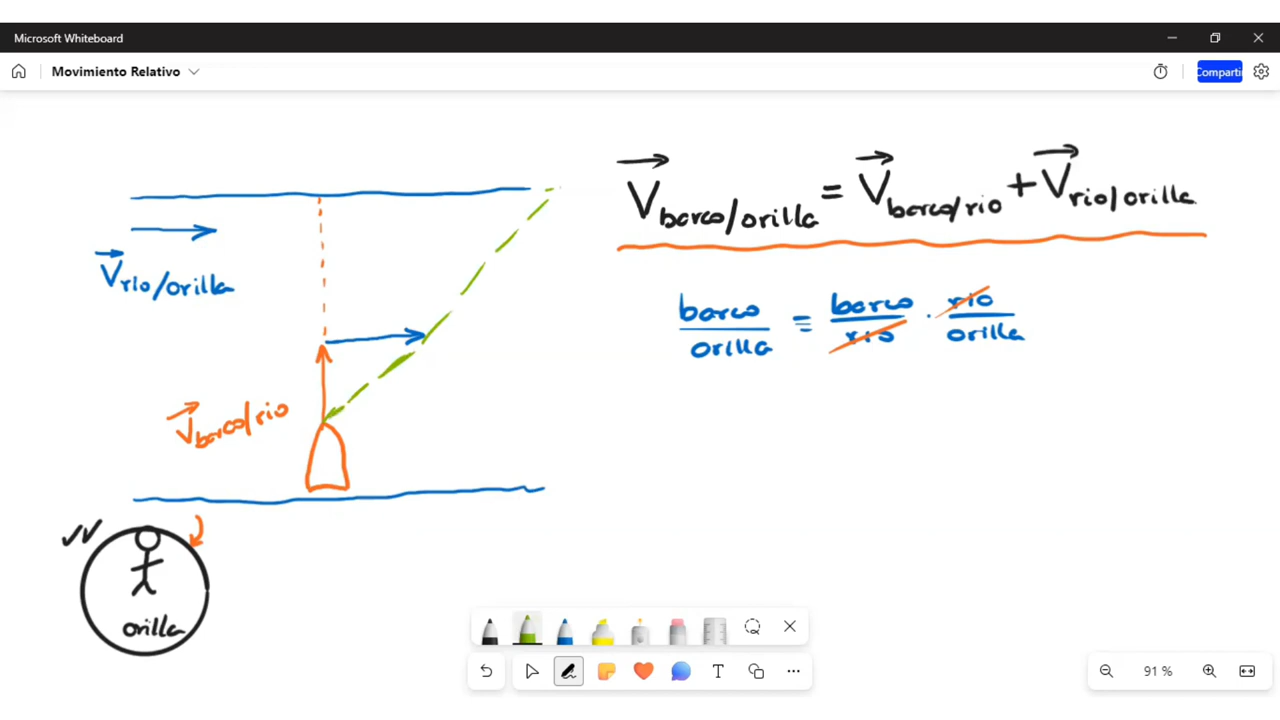 Microsoft Whiteboard
Movimiento Relativo
Comparti
V barco/orilla = V barco/rio + V rio/orilla
V rio/orilla
barco/orilla = barco/rio · rio/orilla
V barco/rio
orilla
T
91 %